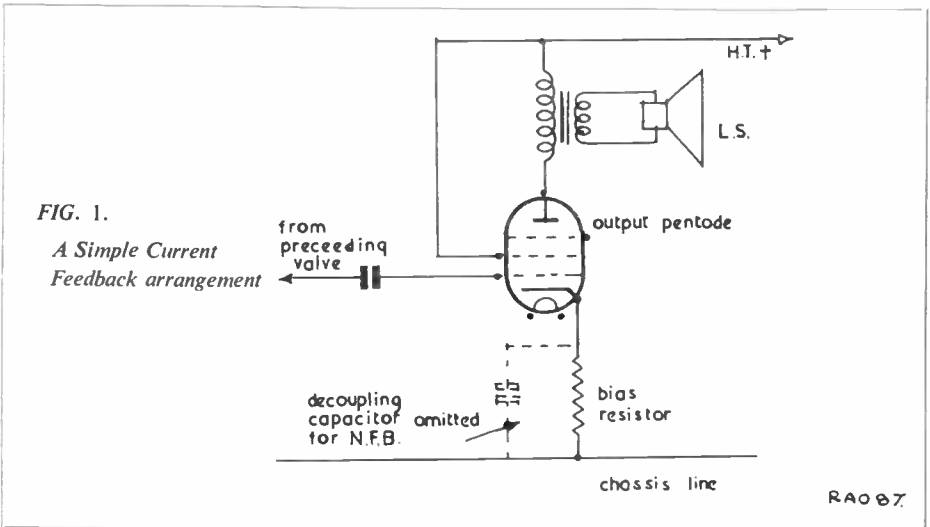 H.T. +
L.S.
FIG. 1.
A Simple Current
Feedback arrangement
from
preceeding
valve
output pentode
decoupling
capacitor omitted
for N.F.B.
bias
resistor
chassis line
RA087.